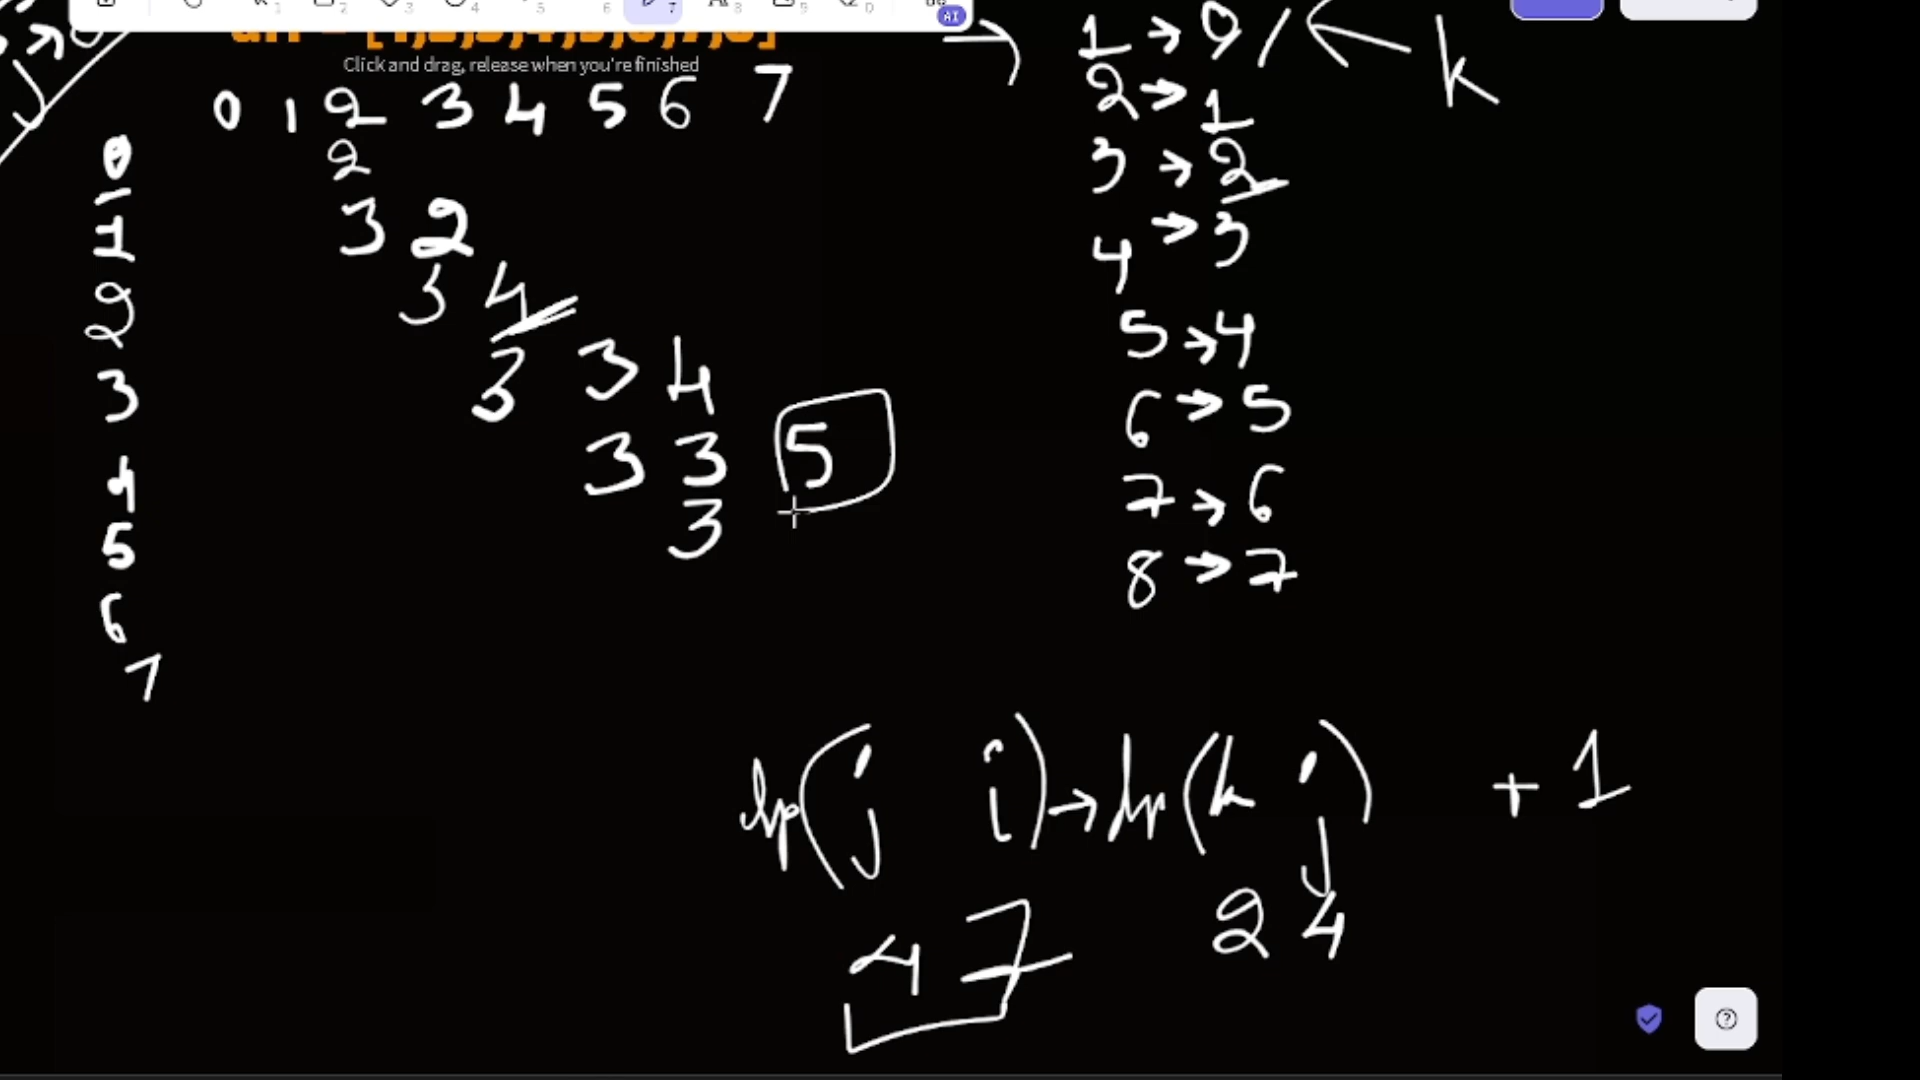 Click and drag, release when you're finished
0 1 2 3 4 5 6 7
0
1
2
3
4
5
6
7
2
3 2
3 4
3 3 4
3 3 5
3
1 → 0
2 → 1
3 → 2
4 → 3
5 → 4
6 → 5
7 → 6
8 → 7
k
dp(j i) → dp(k j) + 1
4 7 2 4
AI